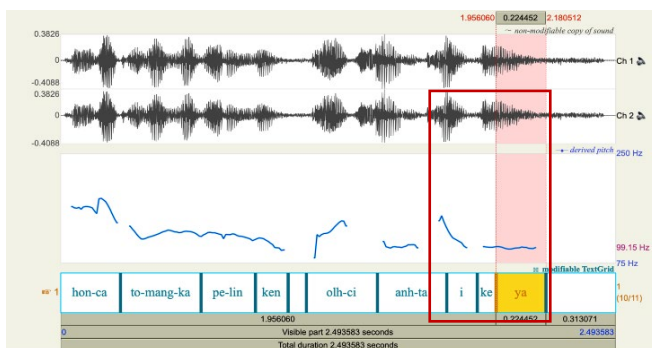 1.956060 0.224452 2.180512
~ non-modifiable copy of sound
0.3826
0
-0.4088
Ch 1
0.3826
0
-0.4088
Ch 2
derived pitch
250 Hz
99.15 Hz
75 Hz
modifiable TextGrid
1 hon-ca to-mang-ka pe-lin ken olh-ci anh-ta i ke ya 1
(10/11)
1.956060 0.224452 0.313071
0 Visible part 2.493583 seconds 2.493583
Total duration 2.493583 seconds